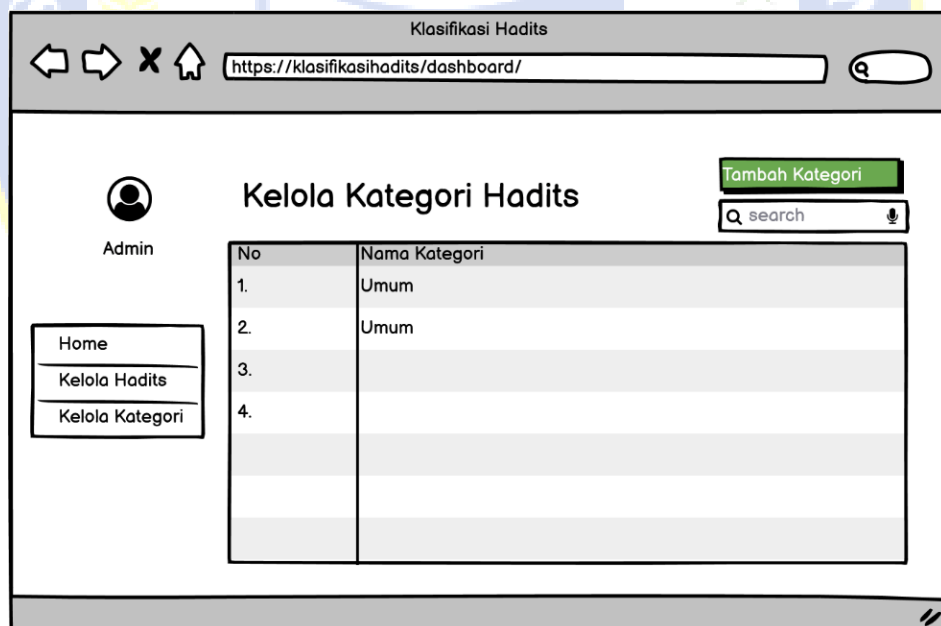 Klasifikasi Hadits
https://klasifikasihadits/dashboard/
Tambah Kategori
Kelola Kategori Hadits
search
Admin
No Nama Kategori
1. Umum
2. Umum
3.
4.
Home
Kelola Hadits
Kelola Kategori